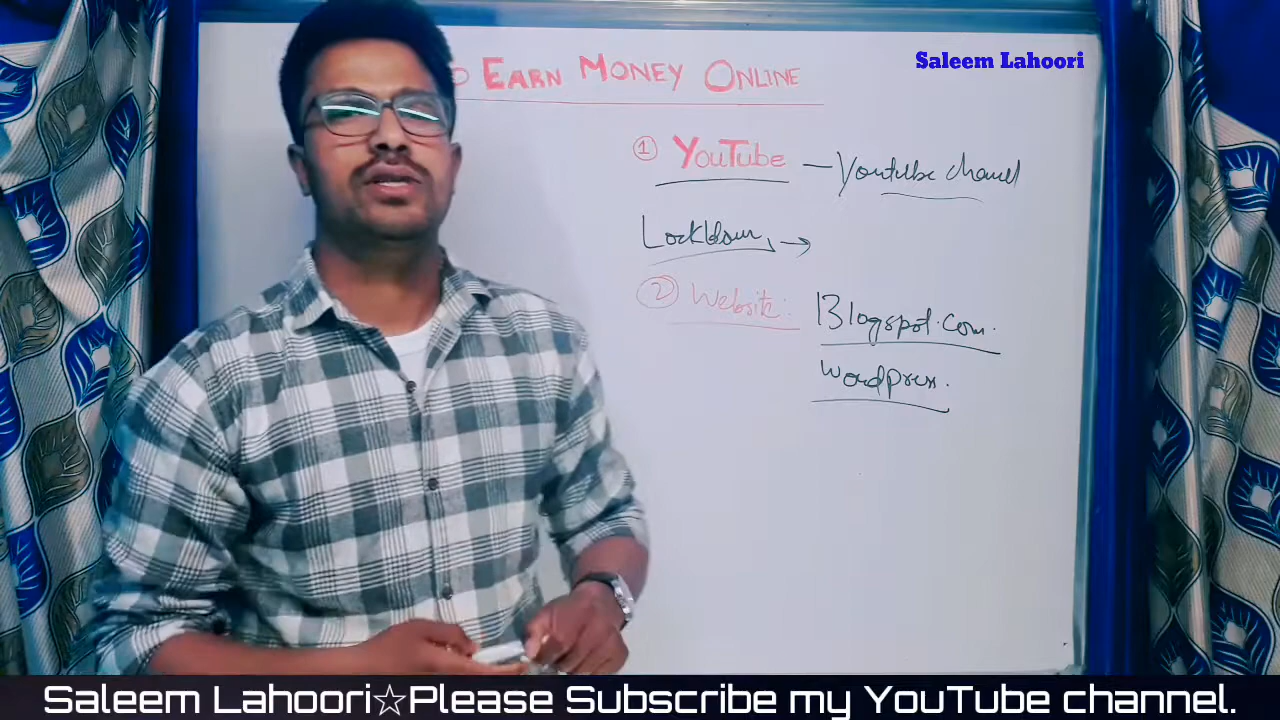 Saleem Lahoori
O EARN MONEY ONLINE
① YouTube — Youtube channel
Lockdown, →
② Website: Blogspot.com.
Wordpress.
Saleem Lahoori☆Please Subscribe my YouTube channel.